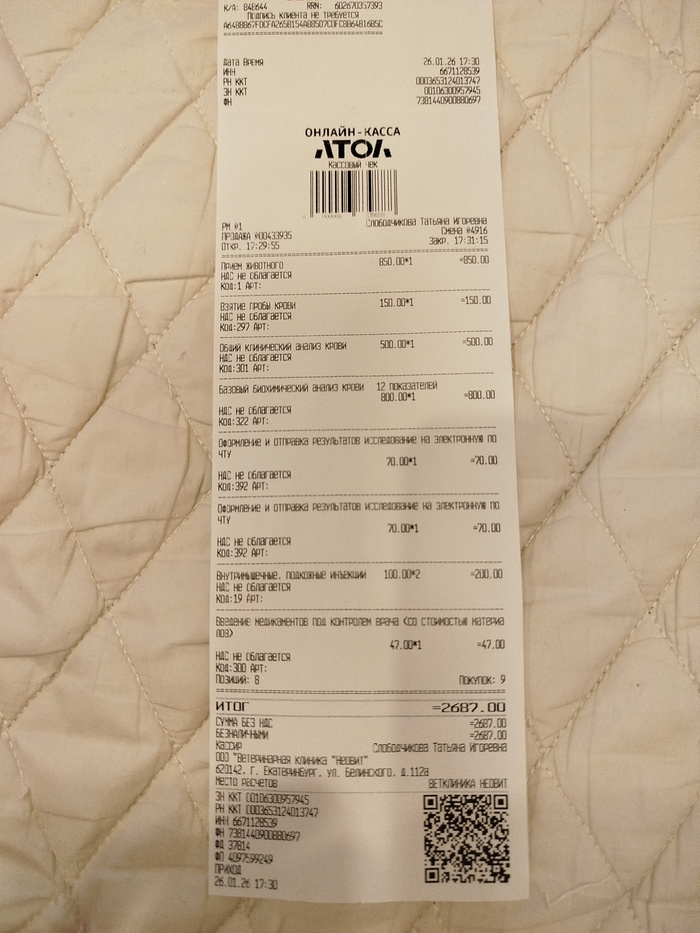 К/А: 848644 RRN: 602670357393
Подпись клиента не требуется
Дата Время 26.01.26 17:30
ИНН 6671128539
РН ККТ 0003653124013747
ЗН ККТ 00106300957945
ФН 7381440900880697
ОНЛАЙН-КАССА
АТОЛ
Кассовый чек
РМ №1 Слободчикова Татьяна Игоревна
ПРОДАЖА №00433935 Смена №4916
Откр. 17:29:55 Закр. 17:31:15
Прием животного 850.00*1 =850.00
НДС не облагается
Код:1 Арт:
Взятие пробы крови 150.00*1 =150.00
НДС не облагается
Код:297 Арт:
Общий клинический анализ крови 500.00*1 =500.00
НДС не облагается
Код:301 Арт:
Базовый биохимический анализ крови 12 показателей
800.00*1 =800.00
НДС не облагается
Код:322 Арт:
Оформление и отправка результатов исследование на электронную по
чту
70.00*1 =70.00
НДС не облагается
Код:392 Арт:
Оформление и отправка результатов исследование на электронную по
чту
70.00*1 =70.00
НДС не облагается
Код:392 Арт:
Внутримышечные, подкожные инъекции 100.00*2 =200.00
НДС не облагается
Код:19 Арт:
Введение медикаментов под контролем врача (со стоимостью материа
лов)
47.00*1 =47.00
НДС не облагается
Код:300 Арт:
Позиций: 8 Покупок: 9
ИТОГ =2687.00
СУММА БЕЗ НДС =2687.00
БЕЗНАЛИЧНЫМИ =2687.00
Кассир Слободчикова Татьяна Игоревна
ООО "Ветеринарная клиника "Неовит"
620142, г. Екатеринбург, ул. Белинского, д.112а
Место расчетов ВЕТКЛИНИКА НЕОВИТ
ЗН ККТ 00106300957945
РН ККТ 0003653124013747
ИНН 6671128539
ФН 7381440900880697
ФД 37814
ФП 4097599249
ПРИХОД
26.01.26 17:30